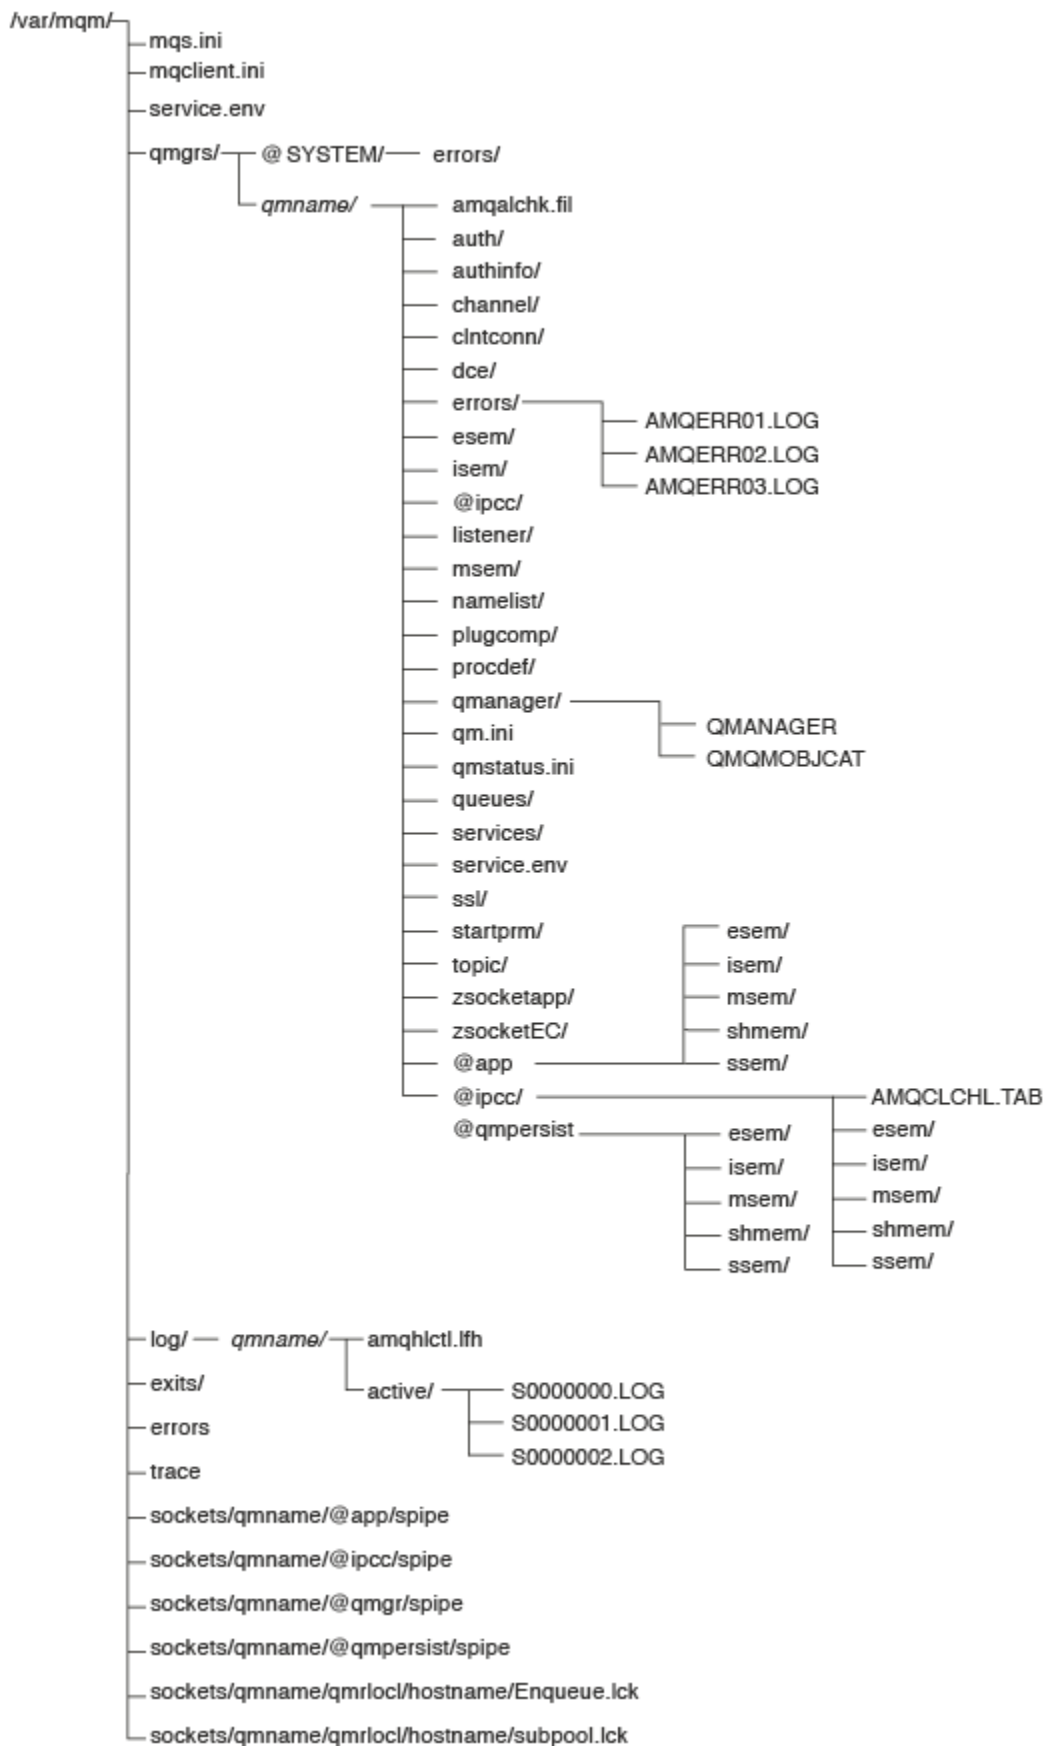 /var/mqm/
mqs.ini
mqclient.ini
service.env
qmgrs/ @ SYSTEM/ errors/
qmname/ amqalchk.fil
auth/
authinfo/
channel/
clntconn/
dce/
errors/
AMQERR01.LOG
esem/
AMQERR02.LOG
isem/
AMQERR03.LOG
@ipcc/
listener/
msem/
namelist/
plugcomp/
procdef/
qmanager/
QMANAGER
qm.ini
QMQMOBJCAT
qmstatus.ini
queues/
services/
service.env
ssl/
startprm/ esem/
topic/ isem/
zsocketapp/ msem/
zsocketEC/ shmem/
@app ssem/
@ipcc/ AMQCLCHL.TAB
@qmpersist esem/ esem/
isem/ isem/
msem/ msem/
shmem/ shmem/
ssem/ ssem/
log/ qmname/ amqhlctl.lfh
exits/ active/ S0000000.LOG
errors S0000001.LOG
S0000002.LOG
trace
sockets/qmname/@app/spipe
sockets/qmname/@ipcc/spipe
sockets/qmname/@qmgr/spipe
sockets/qmname/@qmpersist/spipe
sockets/qmname/qmrlocl/hostname/Enqueue.lck
sockets/qmname/qmrlocl/hostname/subpool.lck